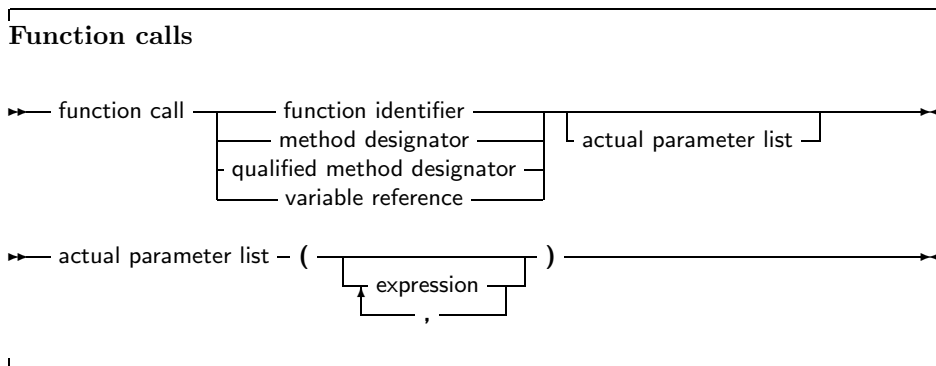 Function calls
function call function identifier
method designator actual parameter list
qualified method designator
variable reference
actual parameter list ( )
expression
,